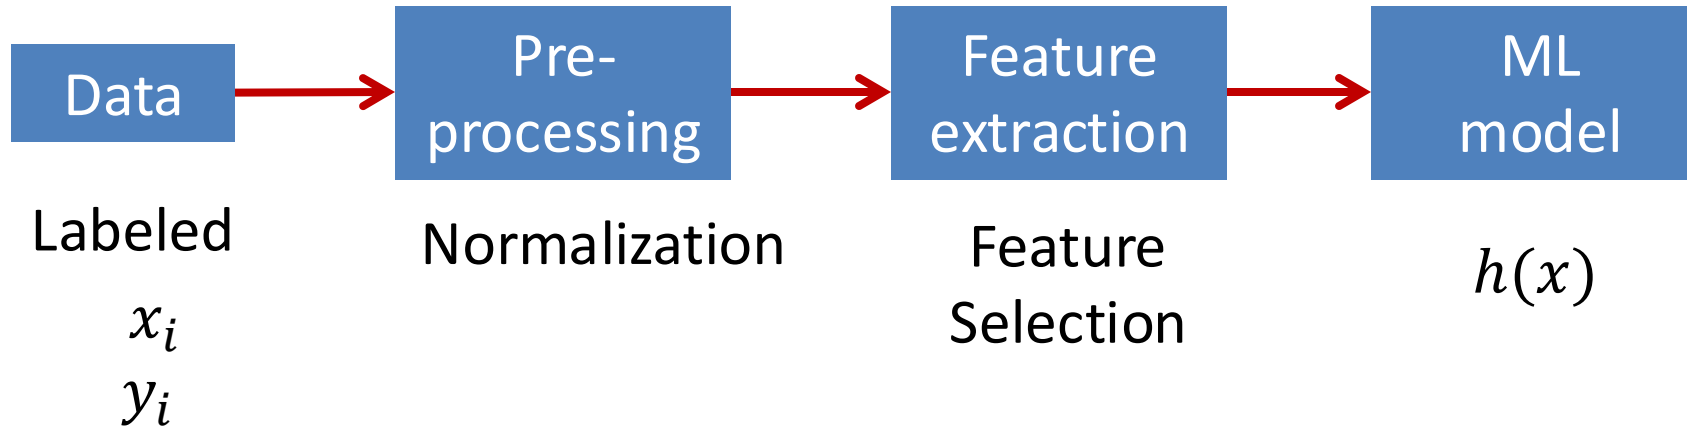 Data
Pre-
processing
Feature
extraction
ML
model
Labeled
x_i
y_i
Normalization
Feature
Selection
h(x)